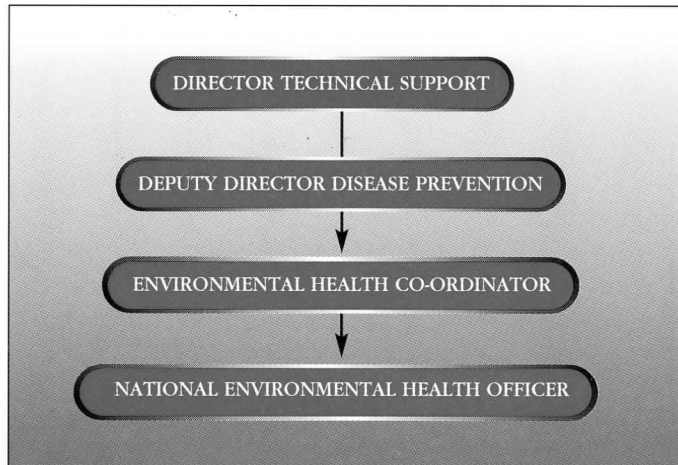 DIRECTOR TECHNICAL SUPPORT
DEPUTY DIRECTOR DISEASE PREVENTION
ENVIRONMENTAL HEALTH CO-ORDINATOR
NATIONAL ENVIRONMENTAL HEALTH OFFICER